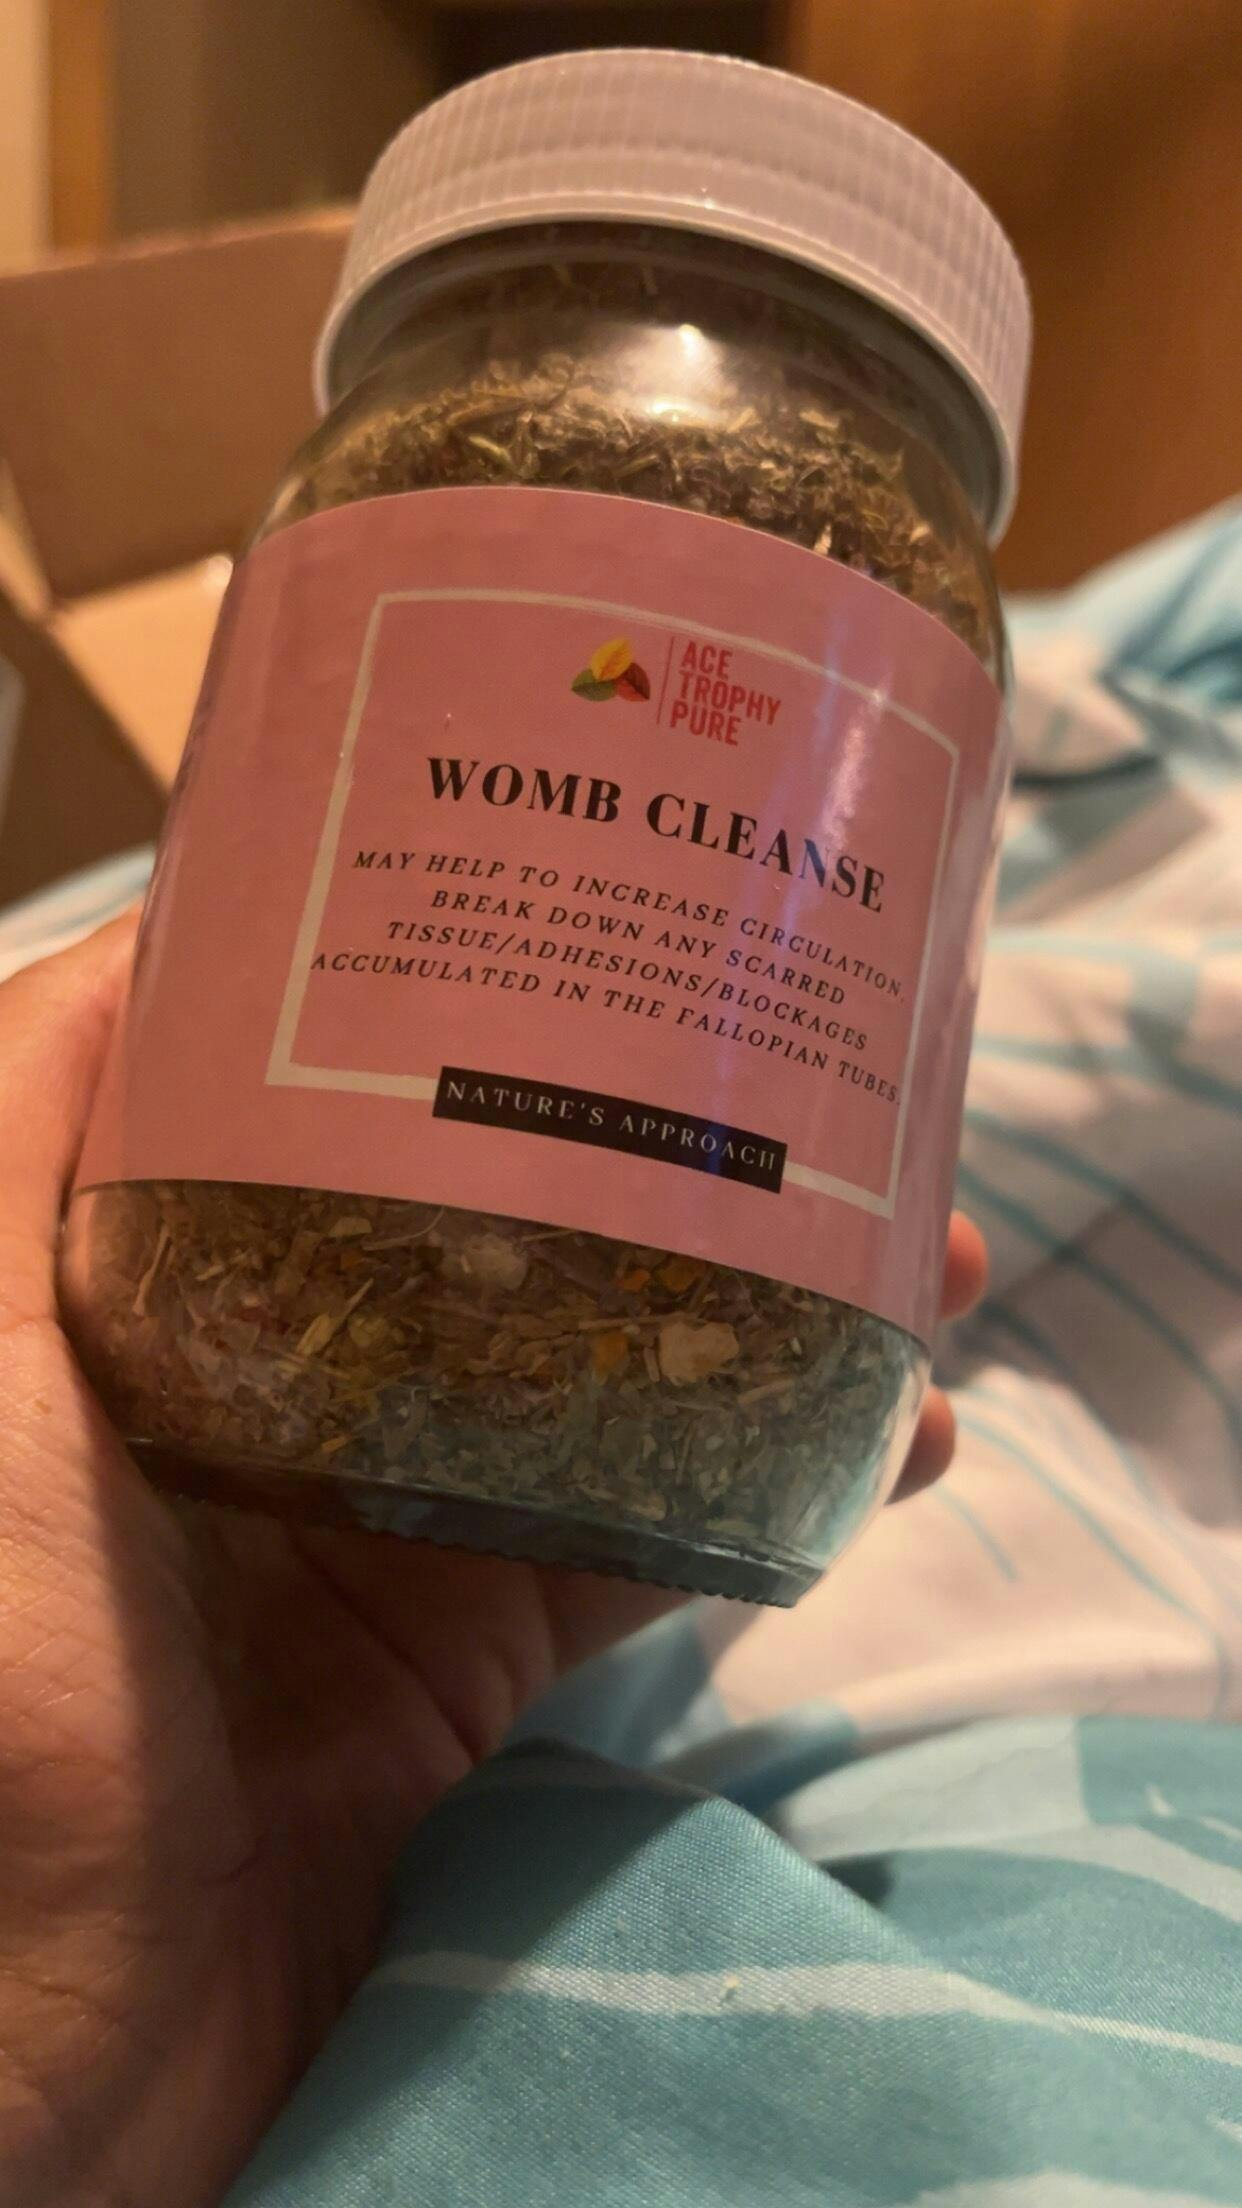 ACE
TROPHY
PURE
WOMB CLEANSE
MAY HELP TO INCREASE CIRCULATION,
BREAK DOWN ANY SCARRED
TISSUE/ADHESIONS/BLOCKAGES
ACCUMULATED IN THE FALLOPIAN TUBES.
NATURE'S APPROACH